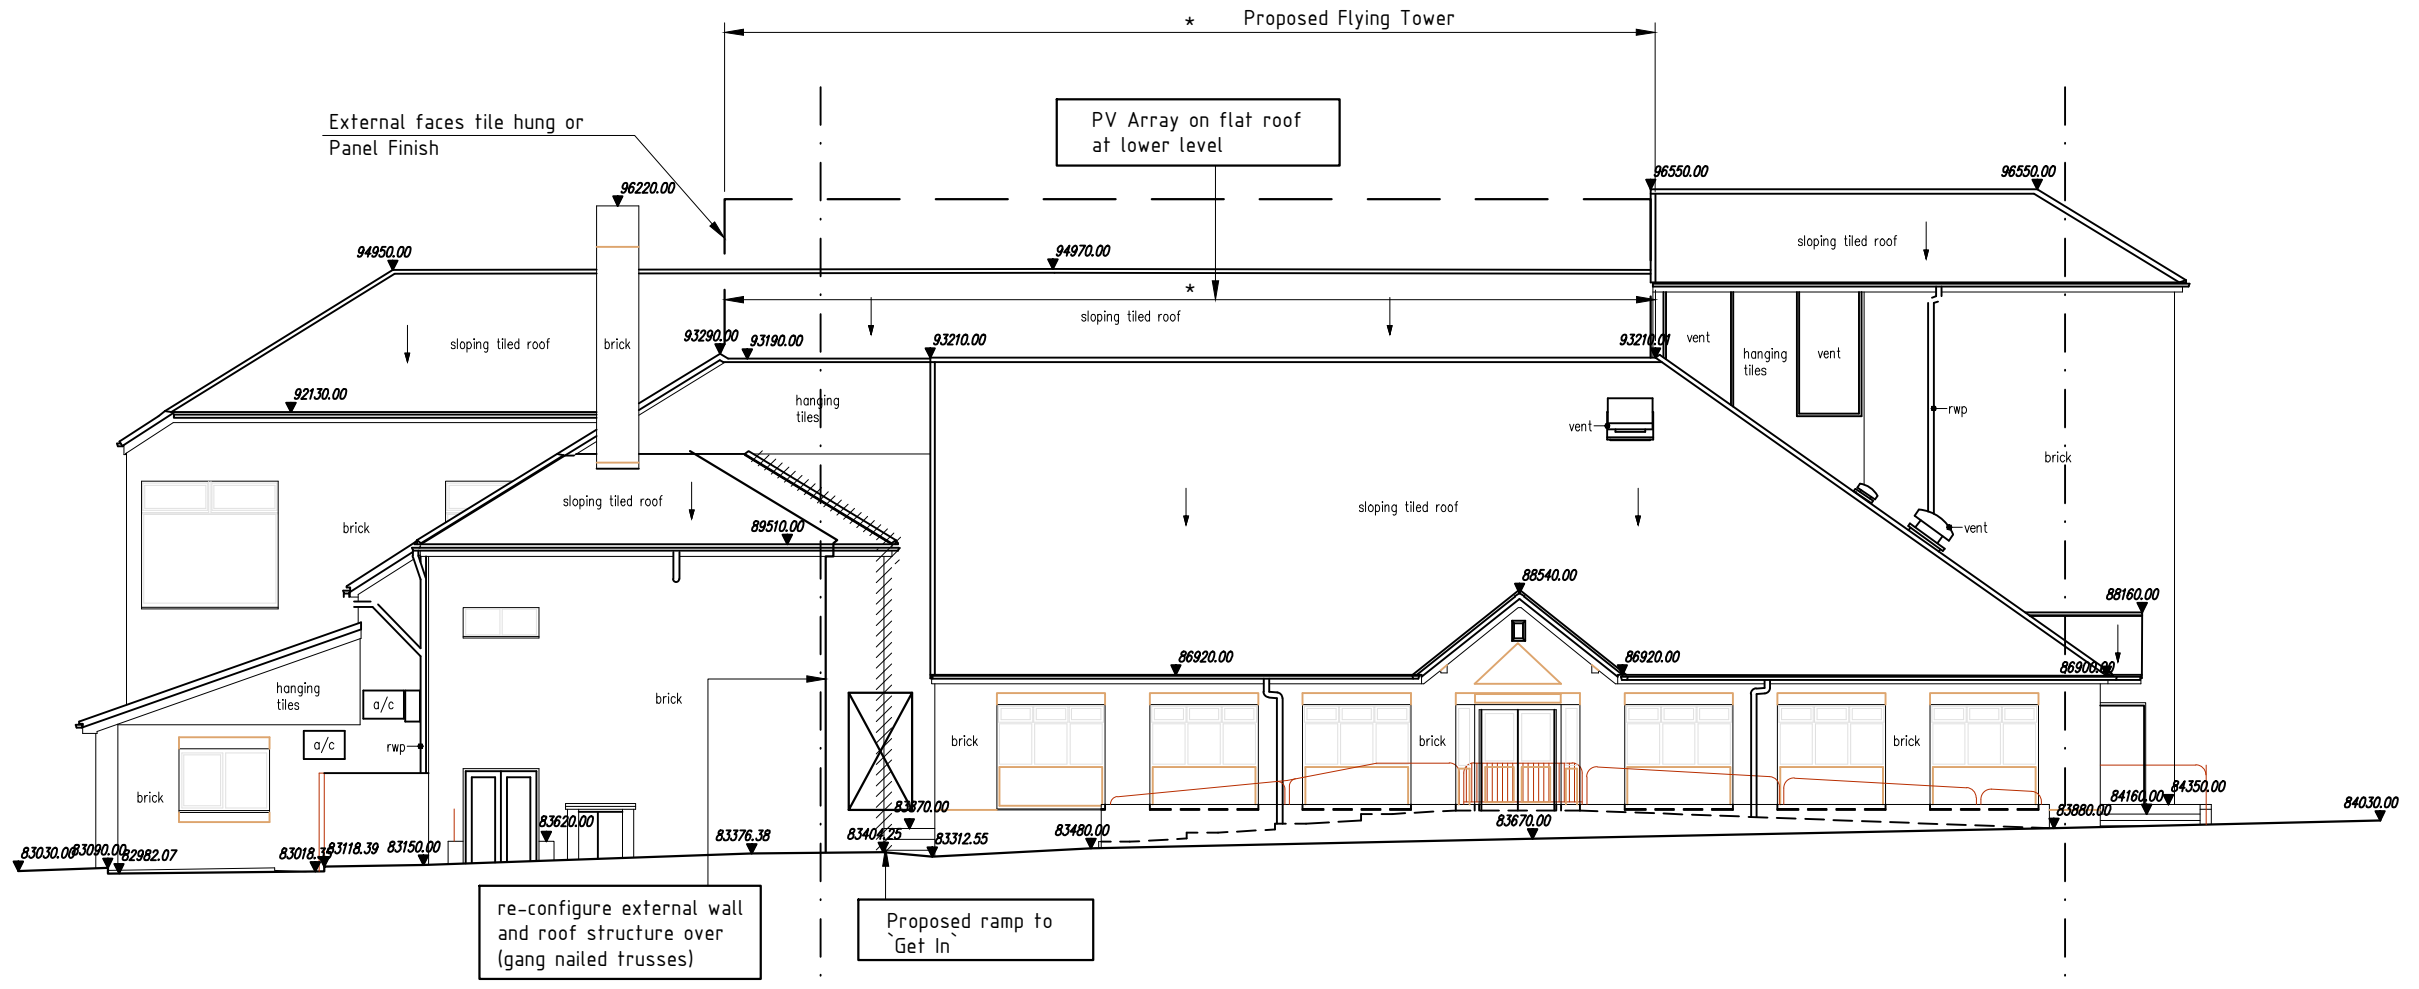 * Proposed Flying Tower
PV Array on flat roof
at lower level
External faces tile hung or
Panel Finish
96220.00
96550.00
96550.00
94950.00
94970.00
sloping tiled roof
*
sloping tiled roof
sloping tiled roof
brick
93290.00
93190.00
93210.00
93210.01
vent
hanging
tiles
vent
92130.00
hanging
tiles
vent
rwp
brick
sloping tiled roof
sloping tiled roof
brick
89510.00
vent
88540.00
88160.00
86920.00
86920.00
86900.00
hanging
tiles
a/c
brick
a/c
rwp
brick
brick
brick
brick
83870.00
84350.00
84160.00
84030.00
83880.00
83620.00
83670.00
83480.00
83376.38
83404.25
83312.55
83030.00
83090.00
82982.07
83018.35
83118.39
83150.00
re-configure external wall
and roof structure over
(gang nailed trusses)
Proposed ramp to
`Get In`